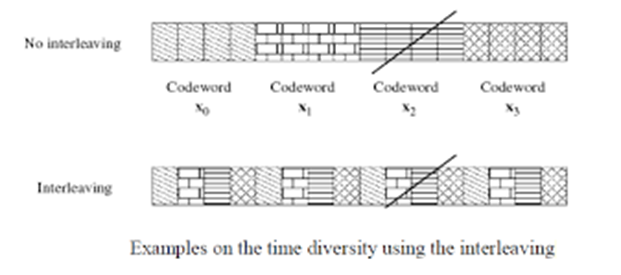 No interleaving
Codeword Codeword Codeword Codeword
x0 x1 x2 x3
Interleaving
Examples on the time diversity using the interleaving